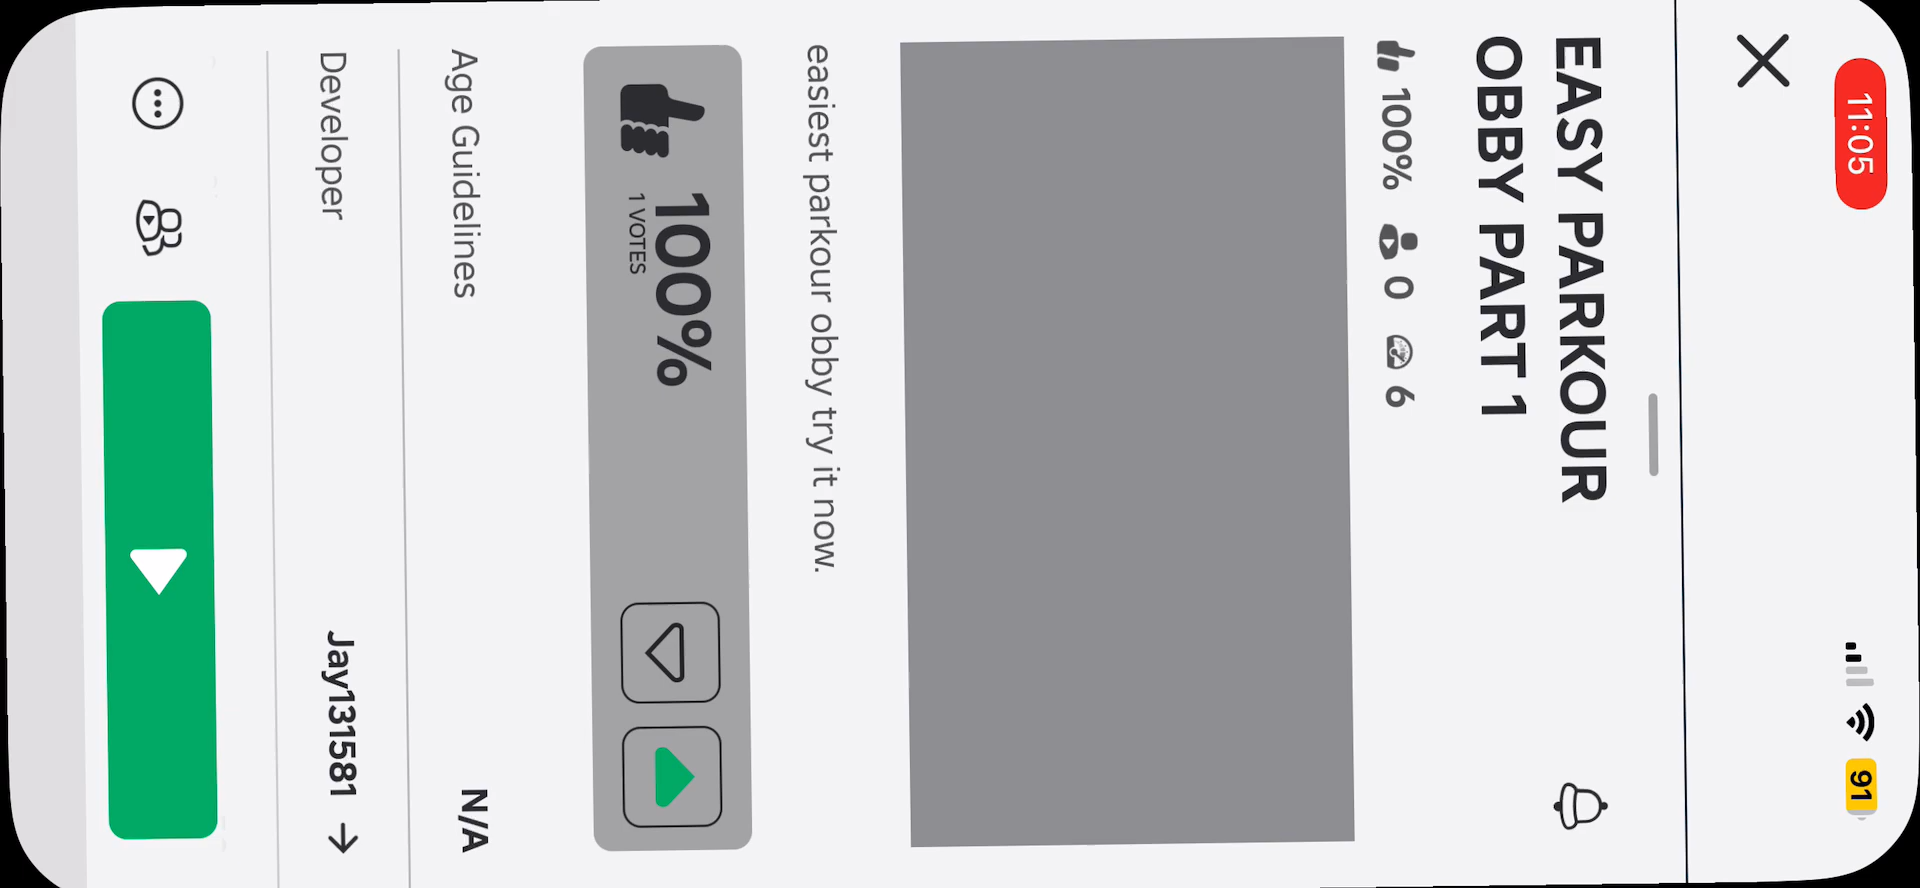 11:05
91
EASY PARKOUR
OBBY PART 1
100% 0 6
easiest parkour obby try it now.
100%
1 VOTES
Age Guidelines N/A
Developer Jay131581